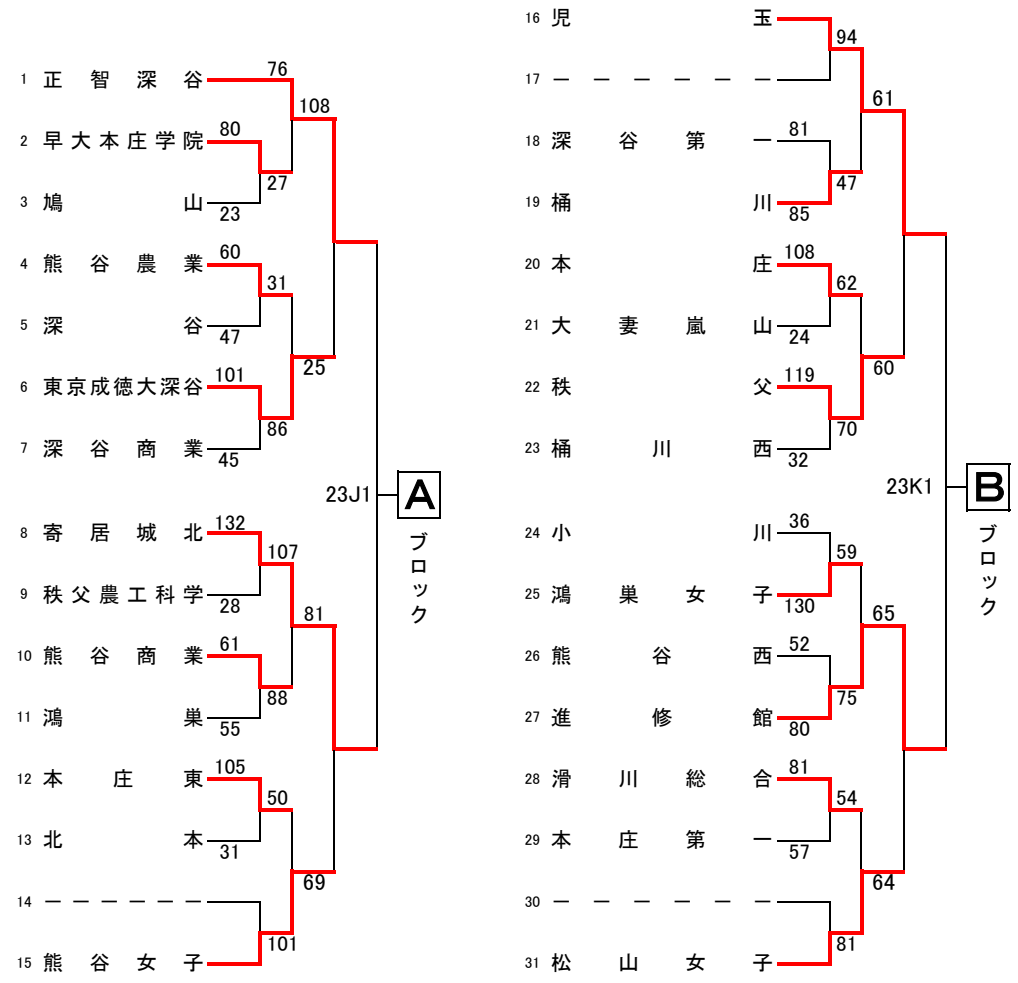 1 正智深谷 76
108
2 早大本庄学院 80
27
3 鳩山 23
4 熊谷農業 60
31
5 深谷 47
25
6 東京成徳大深谷 101
86
7 深谷商業 45
23J1 A
ブロック
8 寄居城北 132
107
9 秩父農工科学 28
81
10 熊谷商業 61
88
11 鴻巣 55
12 本庄東 105
50
13 北本 31
69
14 ーーーーーー
101
15 熊谷女子
16 児玉
94
17 ーーーーーー
61
18 深谷第一 81
47
19 桶川 85
20 本庄 108
62
21 大妻嵐山 24
60
22 秩父 119
70
23 桶川西 32
23K1 B
ブロック
24 小川 36
59
25 鴻巣女子 130
65
26 熊谷西 52
75
27 進修館 80
28 滑川総合 81
54
29 本庄第一 57
64
30 ーーーーーー
81
31 松山女子